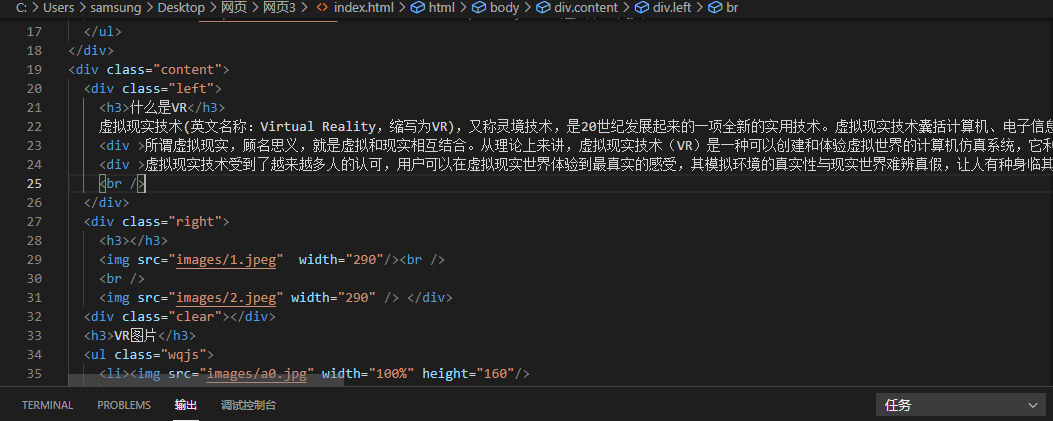 C: > Users > samsung > Desktop > 网页 > 网页3 > <> index.html > html > body > div.content > div.left > br
17 </ul>
18 </div>
19 <div class="content">
20 <div class="left">
21 <h3>什么是VR</h3>
22 虚拟现实技术(英文名称：Virtual Reality，缩写为VR)，又称灵境技术，是20世纪发展起来的一项全新的实用技术。虚拟现实技术囊括计算机、电子信息
23 <div >所谓虚拟现实，顾名思义，就是虚拟和现实相互结合。从理论上来讲，虚拟现实技术（VR）是一种可以创建和体验虚拟世界的计算机仿真系统，它利
24 <div >虚拟现实技术受到了越来越多人的认可，用户可以在虚拟现实世界体验到最真实的感受，其模拟环境的真实性与现实世界难辨真假，让人有种身临其
25 <br />
26 </div>
27 <div class="right">
28 <h3></h3>
29 <img src="images/1.jpeg"  width="290"/><br />
30 <br />
31 <img src="images/2.jpeg" width="290" /> </div>
32 <div class="clear"></div>
33 <h3>VR图片</h3>
34 <ul class="wqjs">
35 <li><img src="images/a0.jpg" width="100%" height="160"/>
TERMINAL PROBLEMS 输出 调试控制台 任务